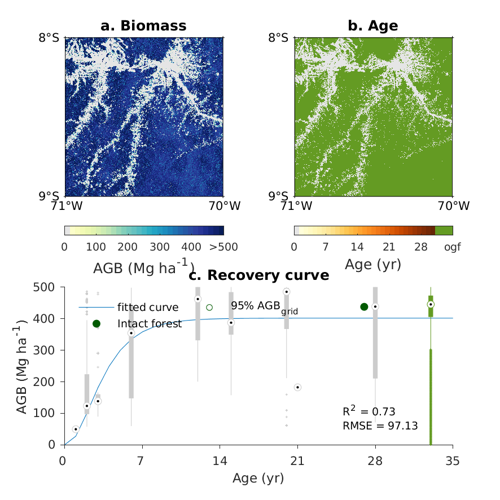 a. Biomass
b. Age
8°S
9°S
71°W
70°W
8°S
9°S
71°W
70°W
0 100 200 300 400 >500
AGB (Mg ha-1)
0 7 14 21 28 ogf
Age (yr)
c. Recovery curve
500
400
300
200
100
0
AGB (Mg ha-1)
fitted curve
95% AGB grid
Intact forest
R2 = 0.73
RMSE = 97.13
0 7 14 21 28 35
Age (yr)